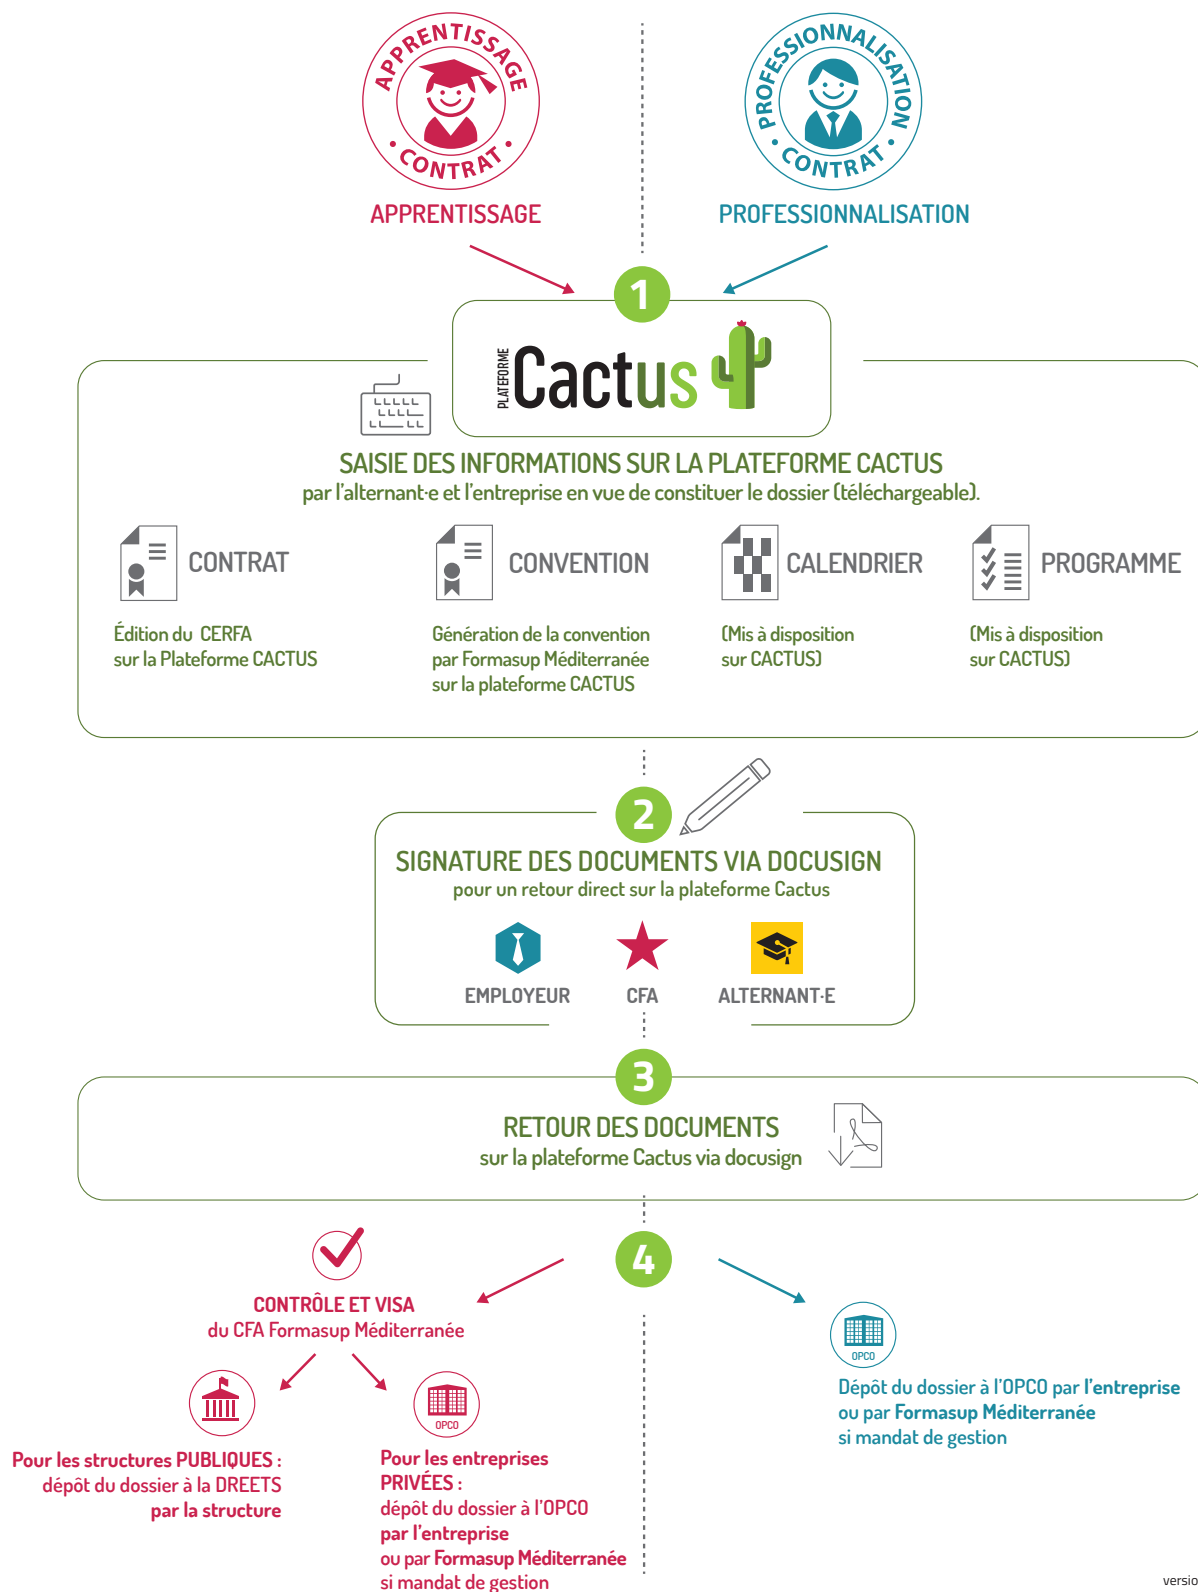 APPRENTISSAGE
• CONTRAT •
PROFESSIONNALISATION
• CONTRAT •
APPRENTISSAGE
PROFESSIONNALISATION
1
PLATEFORME
Cactus
SAISIE DES INFORMATIONS SUR LA PLATEFORME CACTUS
par l'alternant·e et l'entreprise en vue de constituer le dossier (téléchargeable).
CONTRAT
Édition du CERFA
sur la Plateforme CACTUS
CONVENTION
Génération de la convention
par Formasup Méditerranée
sur la plateforme CACTUS
CALENDRIER
(Mis à disposition
sur CACTUS)
PROGRAMME
(Mis à disposition
sur CACTUS)
2
SIGNATURE DES DOCUMENTS VIA DOCUSIGN
pour un retour direct sur la plateforme Cactus
EMPLOYEUR
CFA
ALTERNANT·E
3
RETOUR DES DOCUMENTS
sur la plateforme Cactus via docusign
4
CONTRÔLE ET VISA
du CFA Formasup Méditerranée
Pour les structures PUBLIQUES :
dépôt du dossier à la DREETS
par la structure
OPCO
Pour les entreprises
PRIVÉES :
dépôt du dossier à l'OPCO
par l'entreprise
ou par Formasup Méditerranée
si mandat de gestion
OPCO
Dépôt du dossier à l'OPCO par l'entreprise
ou par Formasup Méditerranée
si mandat de gestion
versio